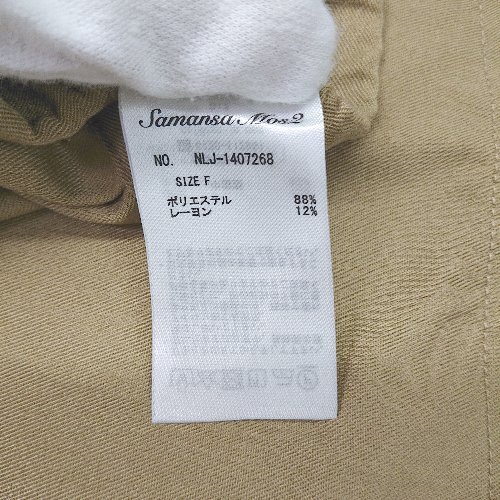 Samansa Mos2
NO. NLJ-1407268
SIZE F
ポリエステル 88%
レーヨン 12%